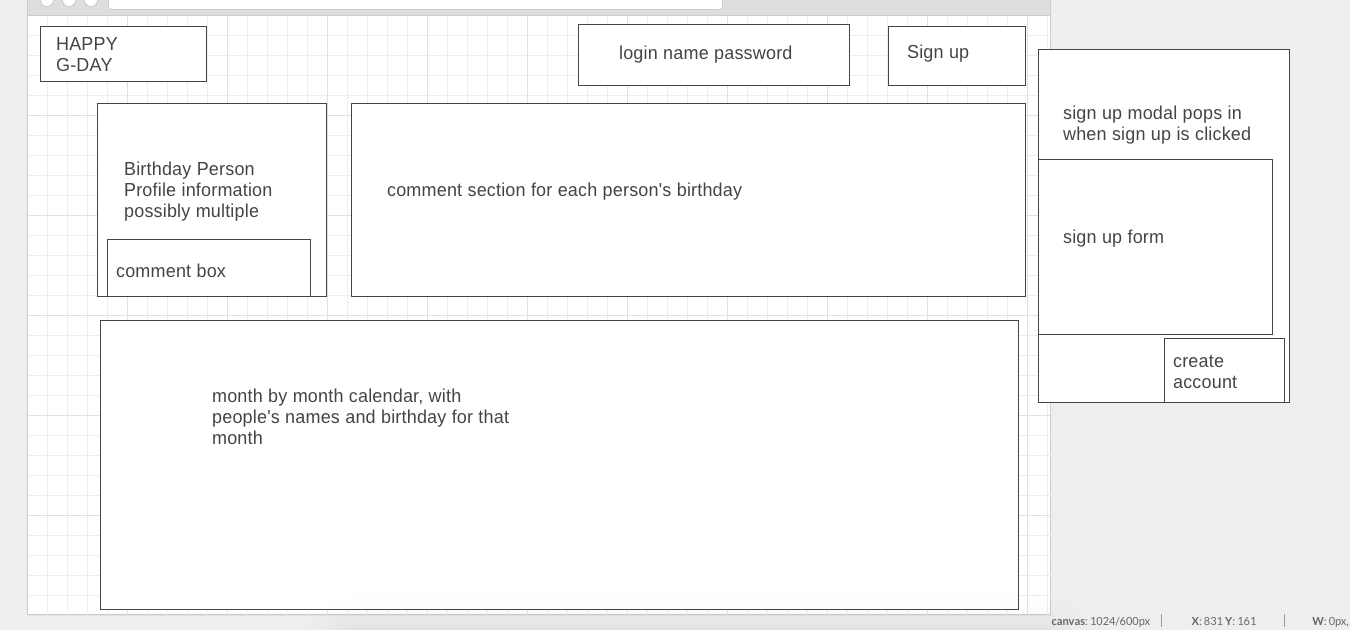 HAPPY
G-DAY
login name password
Sign up
sign up modal pops in
when sign up is clicked
Birthday Person
Profile information
possibly multiple
comment section for each person's birthday
sign up form
comment box
create
account
month by month calendar, with
people's names and birthday for that
month
canvas: 1024/600px
X: 831 Y: 161
W: 0px,